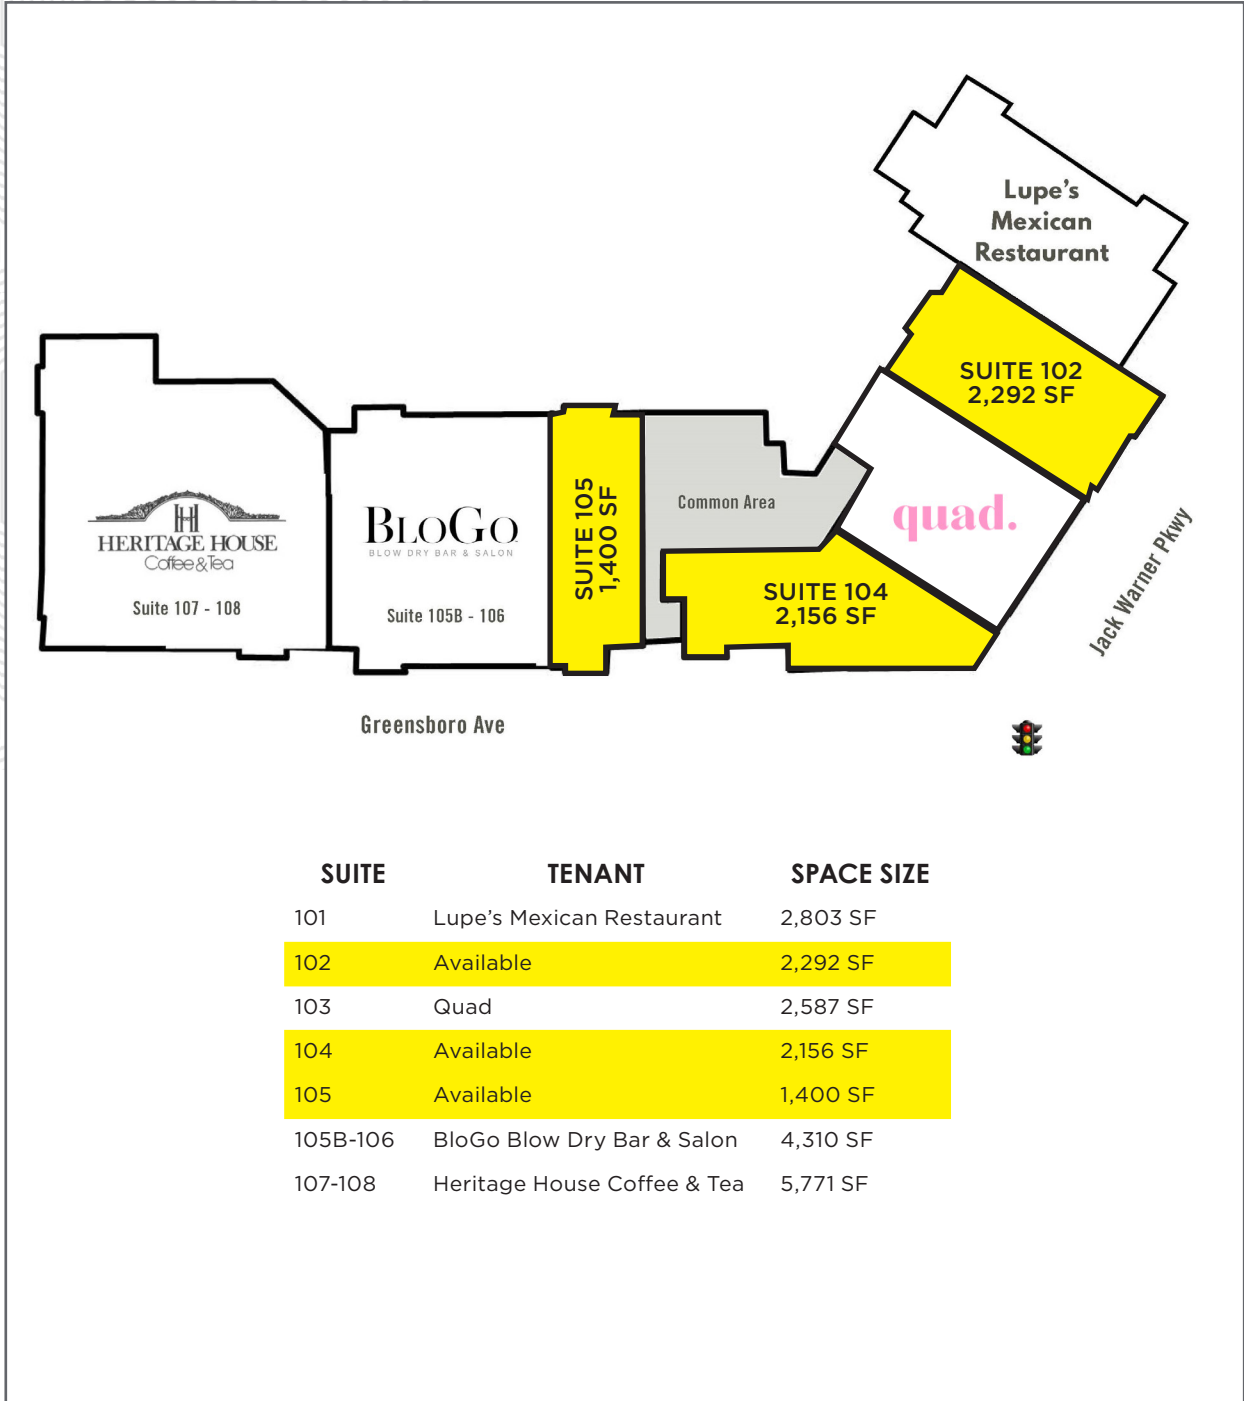 Lupe's
Mexican
Restaurant
SUITE 102
2,292 SF
quad.
Jack Warner Pkwy
Common Area
SUITE 104
2,156 SF
SUITE 105
1,400 SF
BLOGO
BLOW DRY BAR & SALON
Suite 105B - 106
HH
HERITAGE HOUSE
Coffee & Tea
Suite 107 - 108
Greensboro Ave
SUITE TENANT SPACE SIZE
101 Lupe's Mexican Restaurant 2,803 SF
102 Available 2,292 SF
103 Quad 2,587 SF
104 Available 2,156 SF
105 Available 1,400 SF
105B-106 BloGo Blow Dry Bar & Salon 4,310 SF
107-108 Heritage House Coffee & Tea 5,771 SF